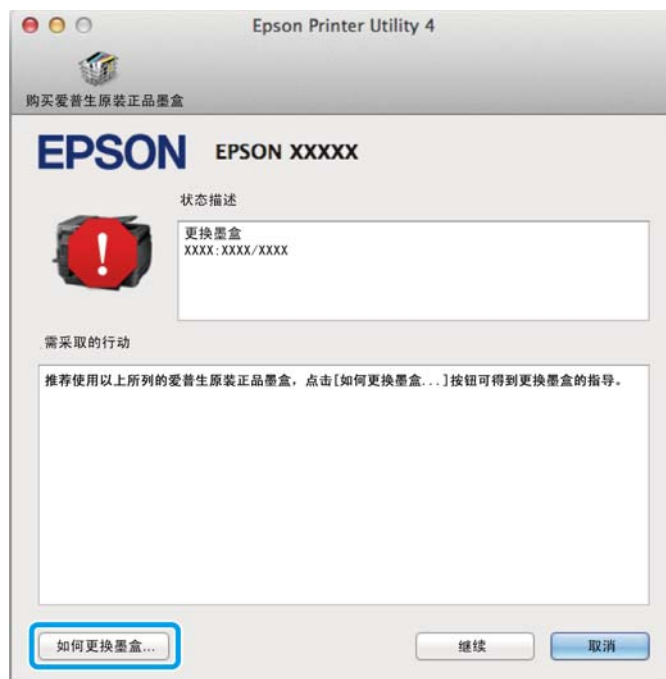 Epson Printer Utility 4
购买爱普生原装正品墨盒
EPSON EPSON XXXXX
状态描述
更换墨盒
XXXX:XXXX/XXXX
需采取的行动
推荐使用以上所列的爱普生原装正品墨盒，点击[如何更换墨盒...]按钮可得到更换墨盒的指导。
如何更换墨盒... 继续 取消